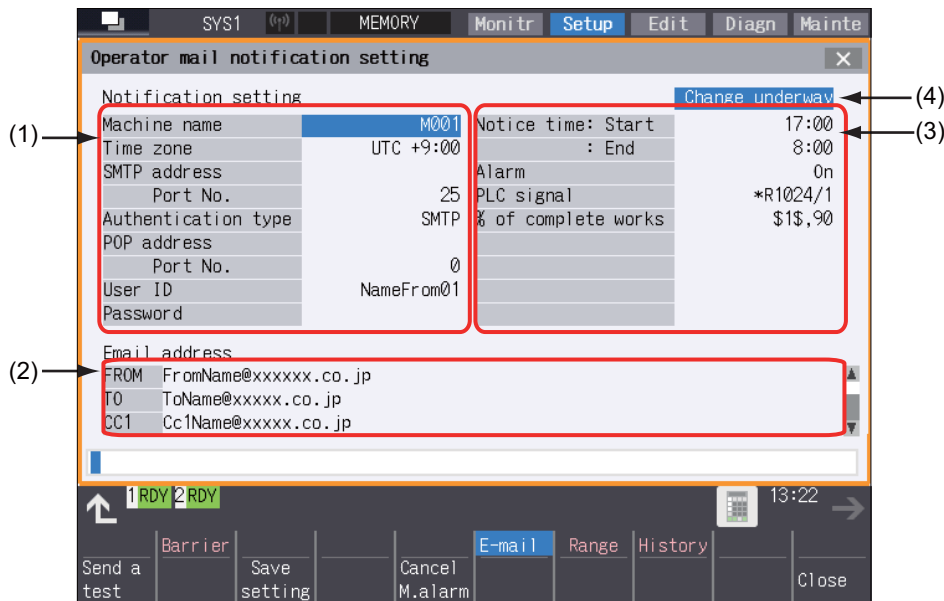 SYS1 MEMORY Monitr Setup Edit Diagn Mainte
Operator mail notification setting
Notification setting Change underway (4)
(1) Machine name M001 Notice time: Start 17:00 (3)
Time zone UTC +9:00 : End 8:00
SMTP address Alarm On
Port No. 25 PLC signal *R1024/1
Authentication type SMTP % of complete works $1$,90
POP address
Port No. 0
User ID NameFrom01
Password
Email address
(2) FROM FromName@xxxxxx.co.jp
TO ToName@xxxxx.co.jp
CC1 Cc1Name@xxxxx.co.jp
1 RDY 2 RDY 13:22
Barrier E-mail Range History
Send a Save Cancel
test setting M.alarm Close